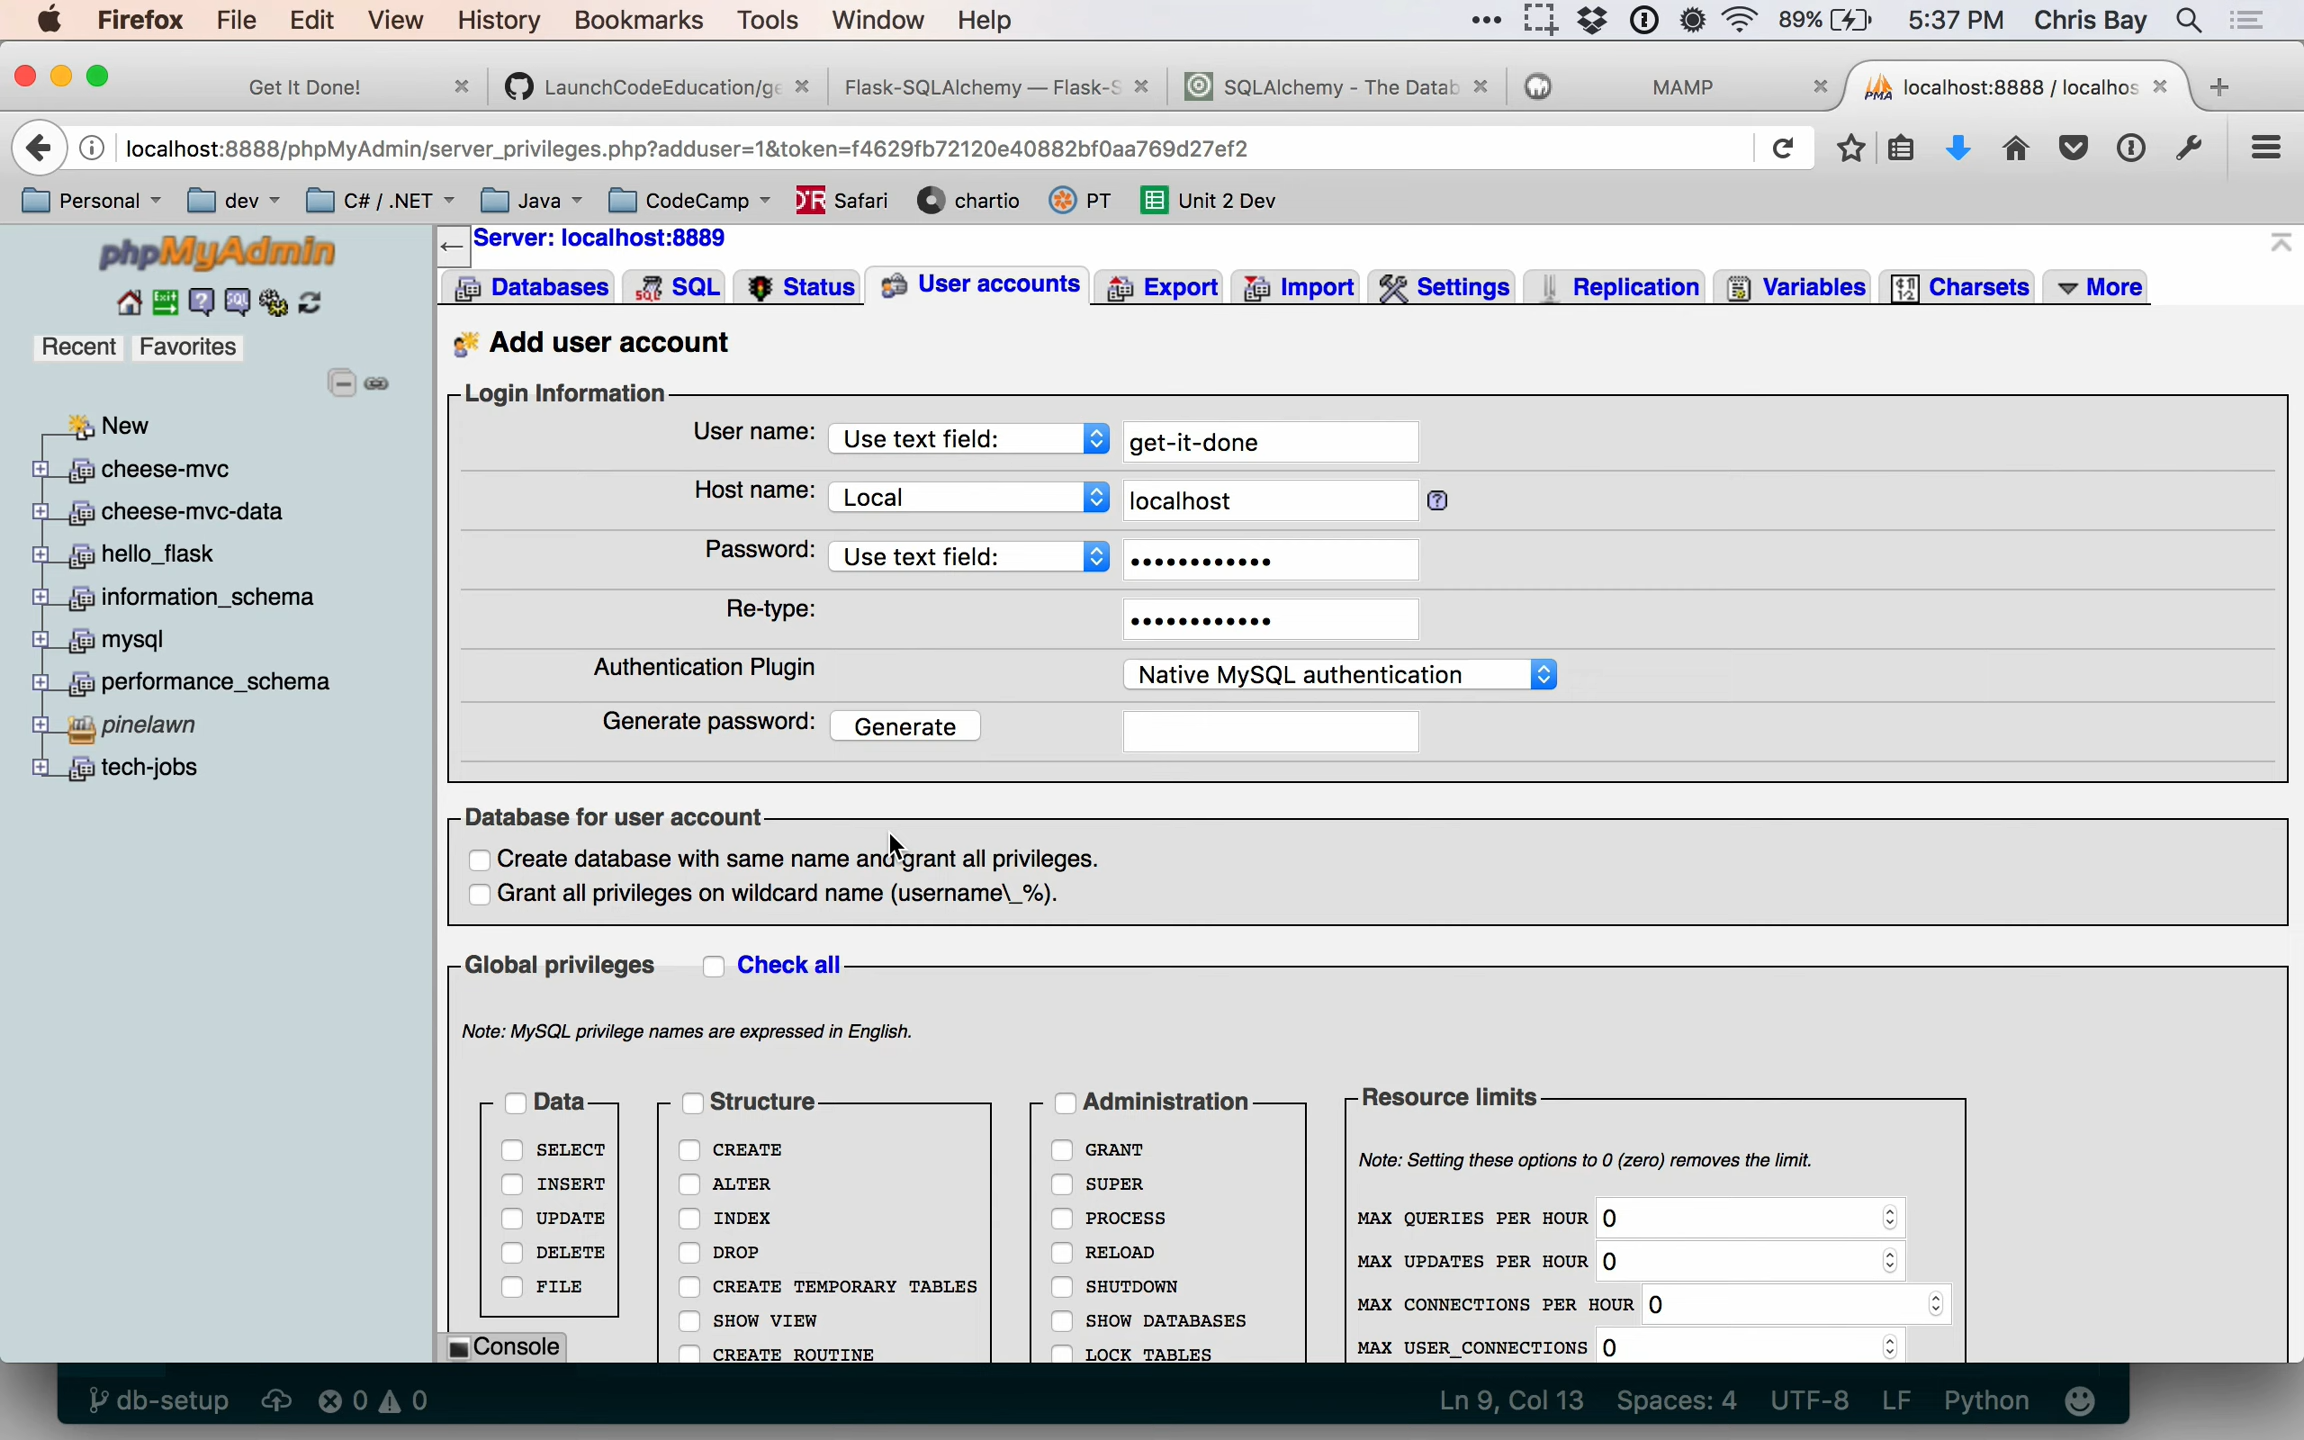 Firefox File Edit View History Bookmarks Tools Window Help 89% 5:37 PM Chris Bay
Get It Done! LaunchCodeEducation/ge Flask-SQLAlchemy — Flask-S SQLAlchemy - The Datab MAMP localhost:8888 / localhos
localhost:8888/phpMyAdmin/server_privileges.php?adduser=1&token=f4629fb72120e40882bf0aa769d27ef2
Personal dev C# / .NET Java CodeCamp Safari chartio PT Unit 2 Dev
phpMyAdmin
Recent Favorites
New
cheese-mvc
cheese-mvc-data
hello_flask
information_schema
mysql
performance_schema
pinelawn
tech-jobs
Server: localhost:8889
Databases SQL Status User accounts Export Import Settings Replication Variables Charsets More
Add user account
Login Information
User name: Use text field: get-it-done
Host name: Local localhost
Password: Use text field: ••••••••••••
Re-type: ••••••••••••
Authentication Plugin Native MySQL authentication
Generate password: Generate
Database for user account
Create database with same name and grant all privileges.
Grant all privileges on wildcard name (username\_%).
Global privileges Check all
Note: MySQL privilege names are expressed in English.
Data
SELECT
INSERT
UPDATE
DELETE
FILE
Structure
CREATE
ALTER
INDEX
DROP
CREATE TEMPORARY TABLES
SHOW VIEW
CREATE ROUTINE
Administration
GRANT
SUPER
PROCESS
RELOAD
SHUTDOWN
SHOW DATABASES
LOCK TABLES
Resource limits
Note: Setting these options to 0 (zero) removes the limit.
MAX QUERIES PER HOUR 0
MAX UPDATES PER HOUR 0
MAX CONNECTIONS PER HOUR 0
MAX USER_CONNECTIONS 0
Console
db-setup 0 0 Ln 9, Col 13 Spaces: 4 UTF-8 LF Python